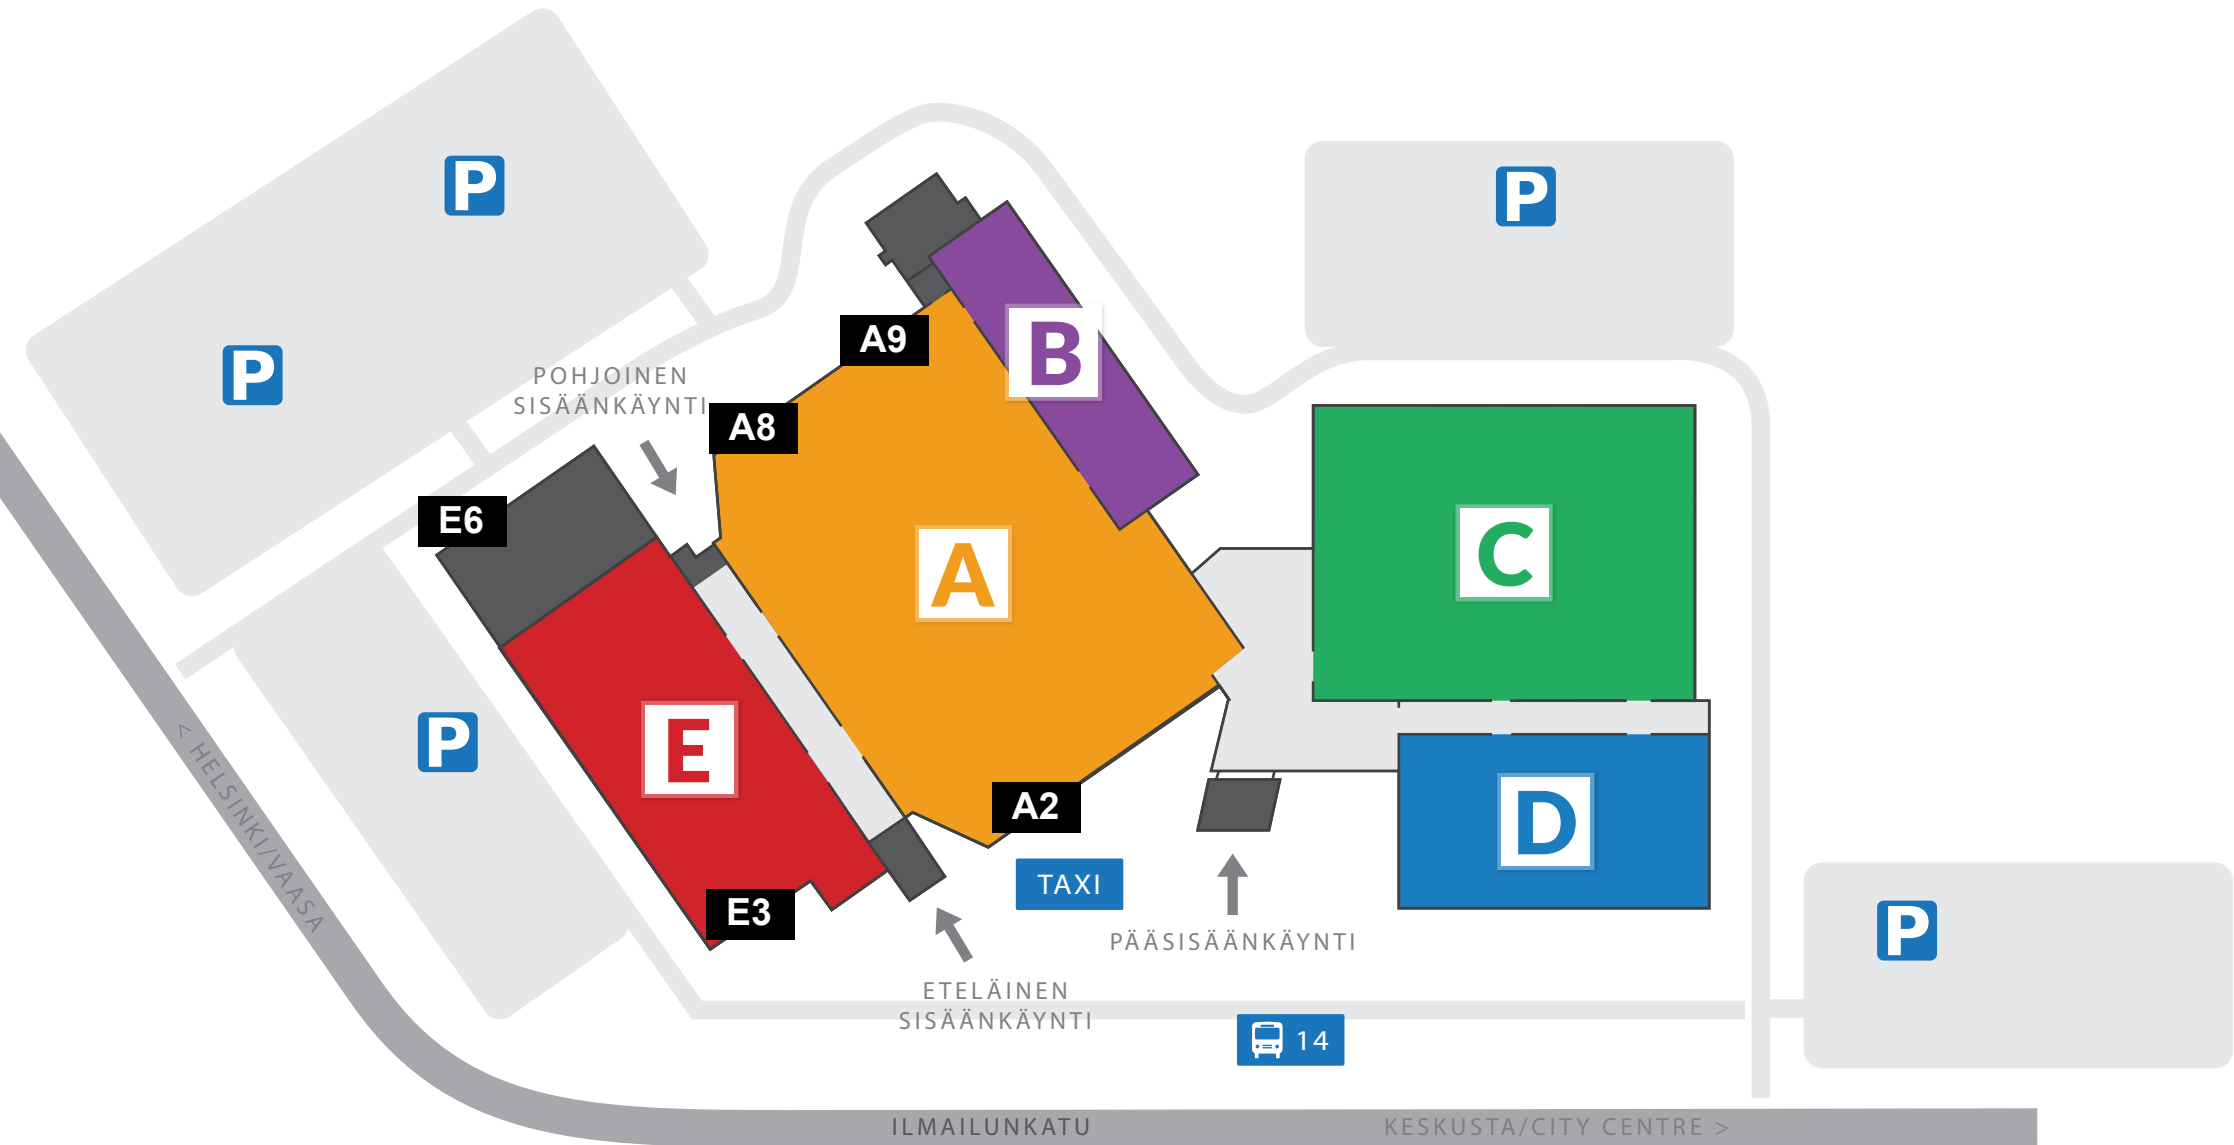 P
P
P
B
A9
POHJOINEN
SISÄÄNKÄYNTI
A8
E6
C
A
E
P
A2
D
TAXI
E3
P
PÄÄSISÄÄNKÄYNTI
ETELÄINEN
SISÄÄNKÄYNTI
14
< HELSINKI/VAASA
ILMAILUNKATU
KESKUSTA/CITY CENTRE >